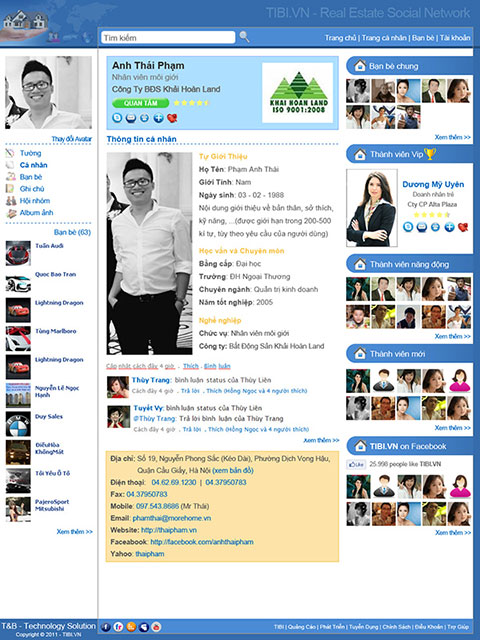 TIBI.VN - Real Estate Social Network
Tìm kiếm
Trang chủ | Trang cá nhân | Bạn bè | Tài khoản
Thay đổi Avatar
Tường
Cá nhân
Bạn bè
Ghi chú
Hội nhóm
Album ảnh
Bạn bè (63)
Tuấn Audi
Quoc Bao Tran
Lightning Dragon
Tùng Marlboro
Lightning Dragon
Nguyễn Lê Ngọc
Hạnh
Duy Sales
ĐiềuHòa
KhôngMát
Tôi Yêu Ô Tô
PajeroSport
Mitsubishi
Xem thêm >>
Anh Thái Phạm
Nhân viên môi giới
Công Ty BĐS Khải Hoàn Land
QUAN TÂM
KHAI HOAN LAND
ISO 9001:2008
Thông tin cá nhân
Tự Giới Thiệu
Họ Tên: Phạm Anh Thái
Giới Tính: Nam
Ngày sinh: 03 - 02 - 1988
Nội dung giới thiệu về bản thân, sở thích,
kỹ năng, ...(được giới hạn trong 200-500
kí tự, tùy theo yêu cầu của người dùng)
Học vấn và Chuyên môn
Bằng cấp: Đại học
Trường: ĐH Ngoại Thương
Chuyên ngành: Quản trị kinh doanh
Năm tốt nghiệp: 2005
Nghề nghiệp
Chức vụ: Nhân viên môi giới
Công ty: Bất Động Sản Khải Hoàn Land
Cập nhật cách đây 4 giờ . Thích . Bình luận
Thùy Trang: bình luận status của Thùy Liên
Cách đây 4 giờ . Trả lời . Thích (Hồng Ngọc và 4 người thích)
Tuyết Vy: bình luận status của Thùy Liên
@Thùy Trang: Trả lời bình luận của Thùy Trang
Cách đây 4 giờ . Trả lời . Thích (Hồng Ngọc và 4 người thích)
Xem thêm >>
Địa chỉ: Số 19, Nguyễn Phong Sắc (Kéo Dài), Phường Dịch Vọng Hậu,
Quận Cầu Giấy, Hà Nội (xem bản đồ)
Điện thoại: 04.62.69.1230 | 04.37950783
Fax: 04.37950783
Mobile: 097.543.8686 (Mr Thái)
Email: phamthai@morehome.vn
Website: http://thaipham.vn
Faceabook: http://facebook.com/anhthaipham
Yahoo: thaipham
Bạn bè chung
Xem thêm >>
Thành viên Vip
Dương Mỹ Uyên
Doanh nhân trẻ
Cty CP Alta Plaza
Thành viên năng động
Xem thêm >>
Thành viên mới
Xem thêm >>
TIBI.VN on Facebook
Like 25.998 people like TIBI.VN
Xem thêm >>
T&B - Technology Solution
Copyright © 2011 - TIBI.VN
TIBI | Quảng Cáo | Phát Triển | Tuyển Dụng | Chính Sách | Điều Khoản | Trợ Giúp